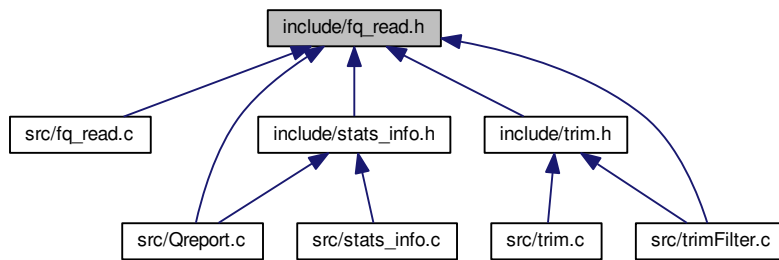 include/fq_read.h
src/fq_read.c
include/stats_info.h
include/trim.h
src/Qreport.c
src/stats_info.c
src/trim.c
src/trimFilter.c